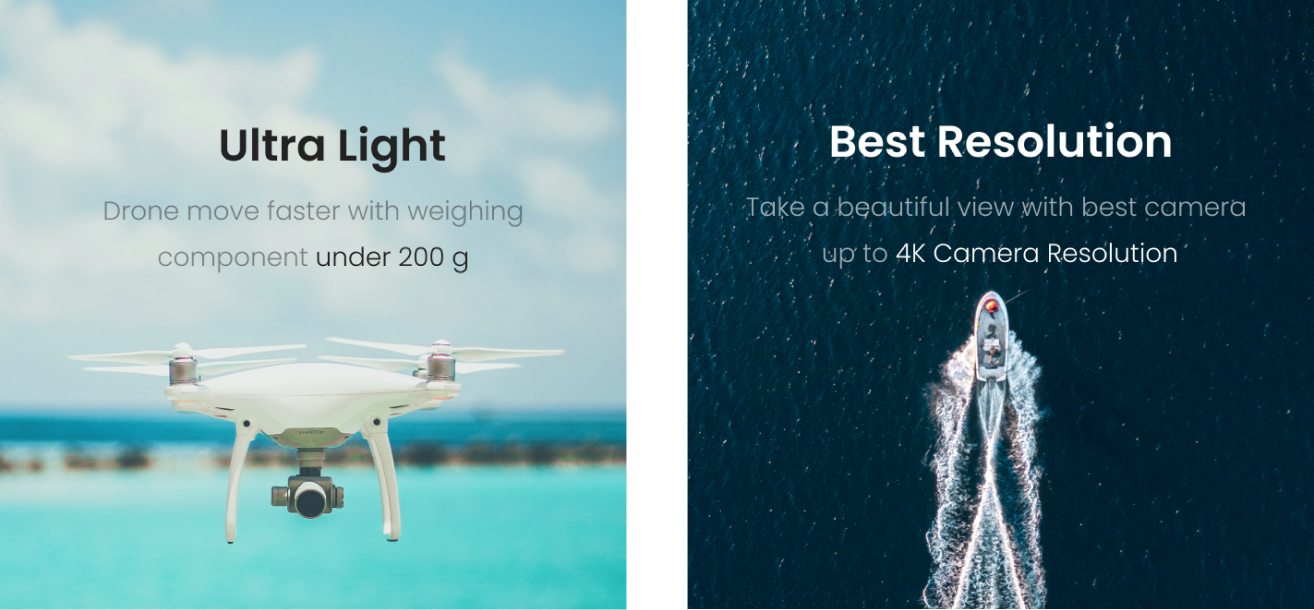 Ultra Light
Drone move faster with weighing
component under 200 g
Best Resolution
Take a beautiful view with best camera
up to 4K Camera Resolution